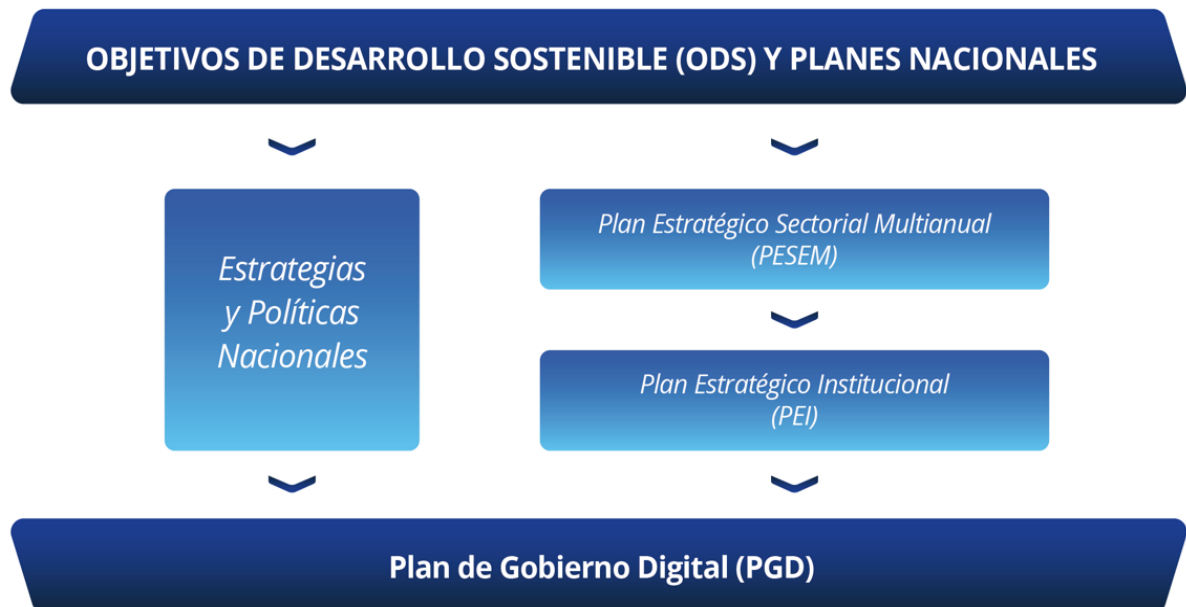 OBJETIVOS DE DESARROLLO SOSTENIBLE (ODS) Y PLANES NACIONALES
Estrategias
y Políticas
Nacionales
Plan Estratégico Sectorial Multianual
(PESEM)
Plan Estratégico Institucional
(PEI)
Plan de Gobierno Digital (PGD)